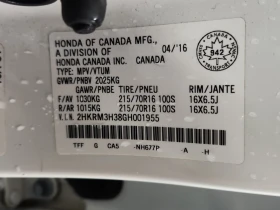 HONDA OF CANADA MFG.,
A DIVISION OF 04/'16
HONDA CANADA INC. CANADA
TYPE: MPV/VTUM
GVWR/PNBV 2025KG
GAWR/PNBE TIRE/PNEU RIM/JANTE
F/AV 1030KG 215/70R16 100S 16X6.5J
R/AR 1015KG 215/70R16 100S 16X6.5J
V.I.N. 2HKRM3H38GH001955
TFF G CA5 NH677P A -H
CANADA
942